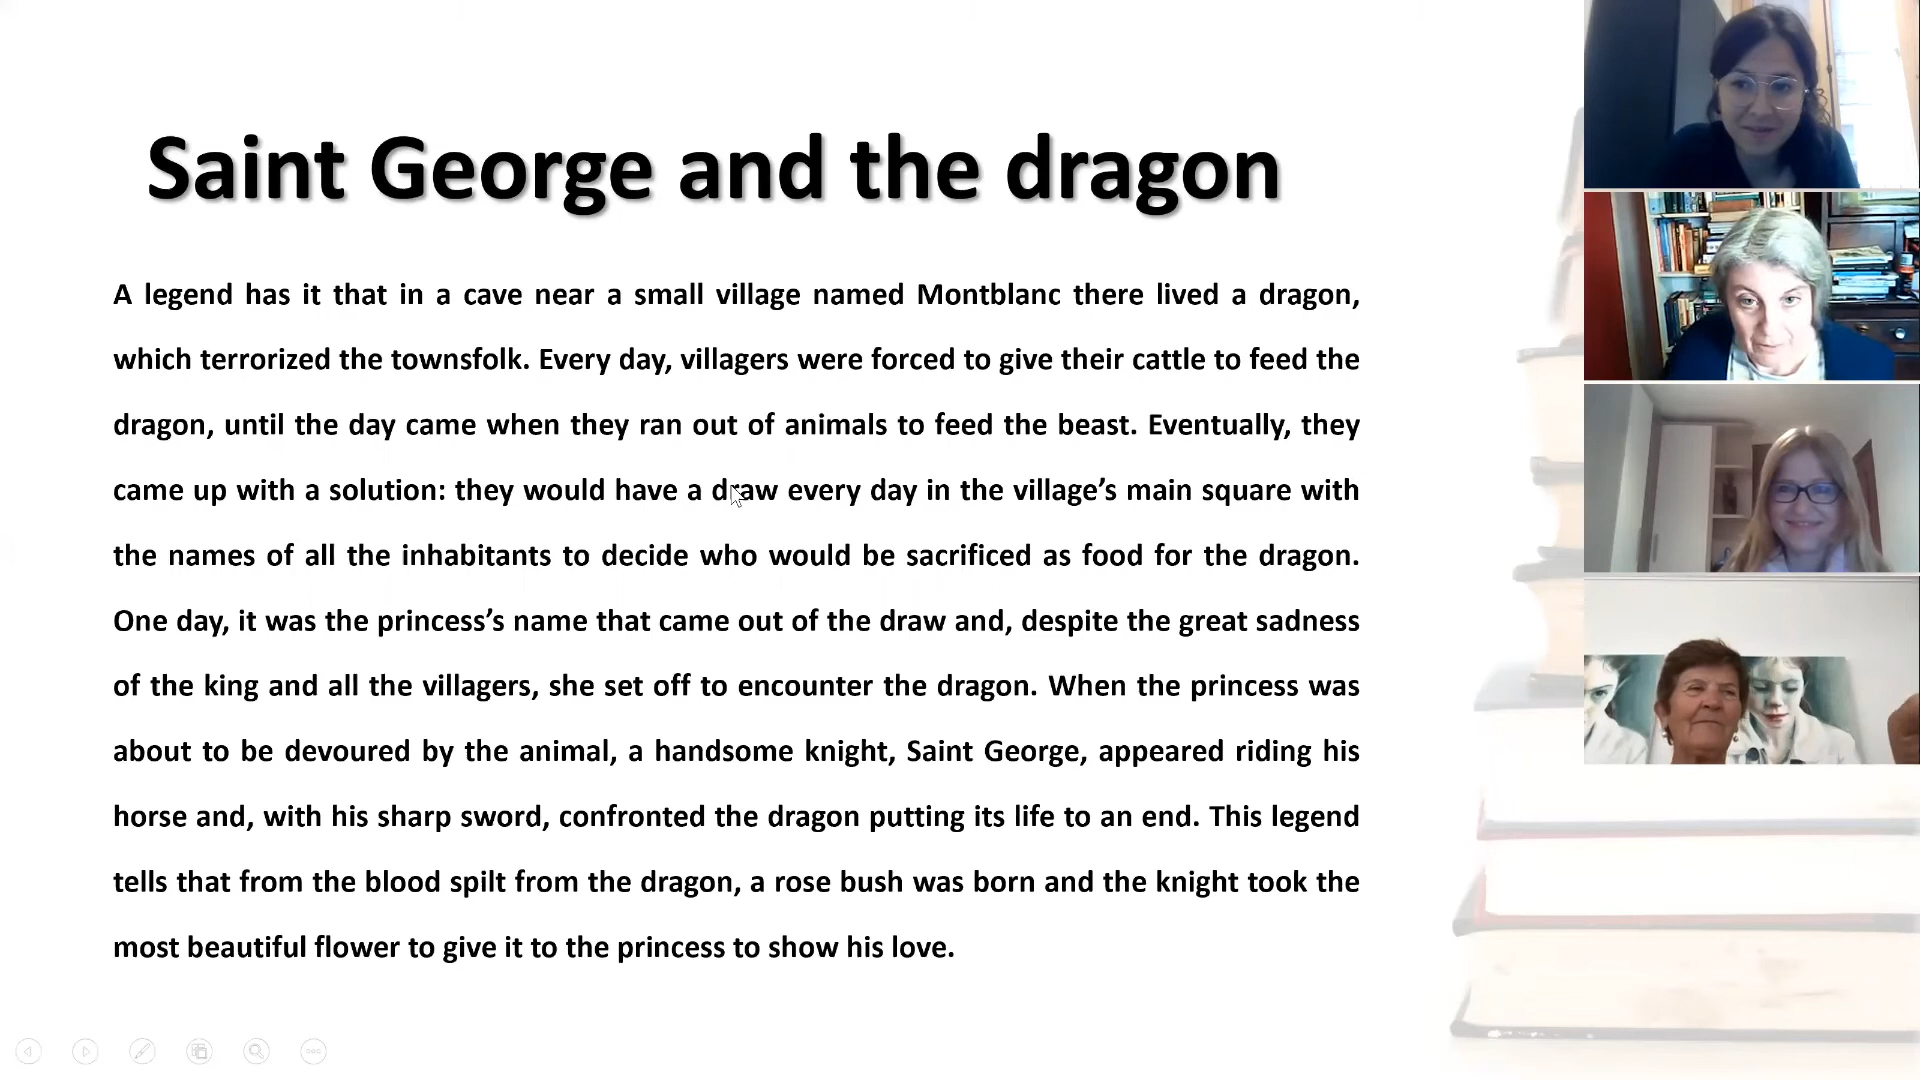 Saint George and the dragon
A legend has it that in a cave near a small village named Montblanc there lived a dragon,
which terrorized the townsfolk. Every day, villagers were forced to give their cattle to feed the
dragon, until the day came when they ran out of animals to feed the beast. Eventually, they
came up with a solution: they would have a draw every day in the village’s main square with
the names of all the inhabitants to decide who would be sacrificed as food for the dragon.
One day, it was the princess’s name that came out of the draw and, despite the great sadness
of the king and all the villagers, she set off to encounter the dragon. When the princess was
about to be devoured by the animal, a handsome knight, Saint George, appeared riding his
horse and, with his sharp sword, confronted the dragon putting its life to an end. This legend
tells that from the blood spilt from the dragon, a rose bush was born and the knight took the
most beautiful flower to give it to the princess to show his love.